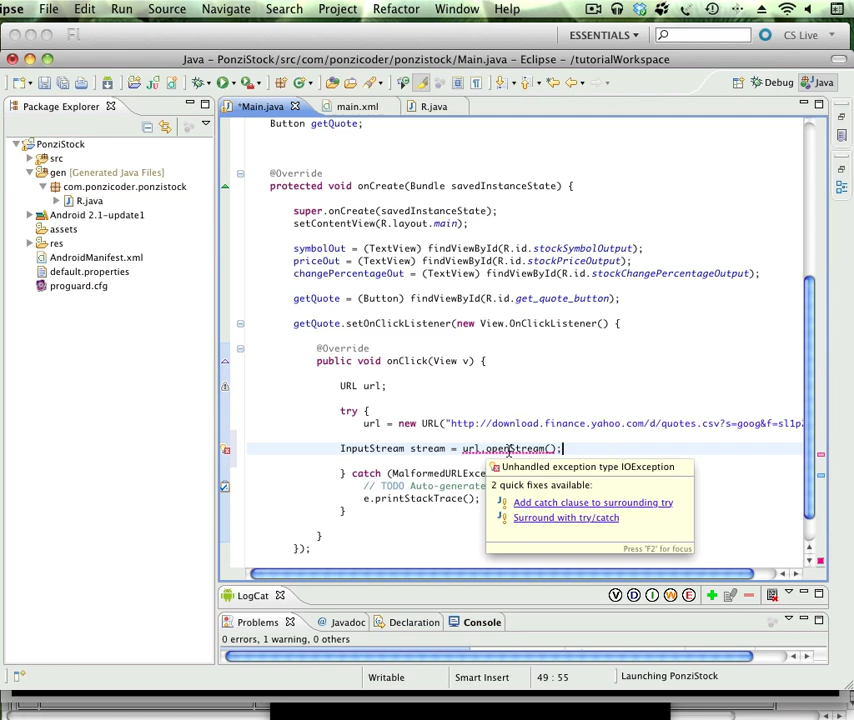 ipse File Edit Run Source Navigate Search Project Refactor Window Help
Fl ESSENTIALS CS Live
Java – PonziStock/src/com/ponzicoder/ponzistock/Main.java – Eclipse – /tutorialWorkspace
Debug Java
Package Explorer
*Main.java main.xml R.java
PonziStock
src
gen [Generated Java Files]
com.ponzicoder.ponzistock
R.java
Android 2.1-update1
assets
res
AndroidManifest.xml
default.properties
proguard.cfg
Button getQuote;
@Override
protected void onCreate(Bundle savedInstanceState) {
super.onCreate(savedInstanceState);
setContentView(R.layout.main);
symbolOut = (TextView) findViewById(R.id.stockSymbolOutput);
priceOut = (TextView) findViewById(R.id.stockPriceOutput);
changePercentageOut = (TextView) findViewById(R.id.stockChangePercentageOutput);
getQuote = (Button) findViewById(R.id.get_quote_button);
getQuote.setOnClickListener(new View.OnClickListener() {
@Override
public void onClick(View v) {
URL url;
try {
url = new URL("http://download.finance.yahoo.com/d/quotes.csv?s=goog&f=sl1p2
InputStream stream = url.openStream();
} catch (MalformedURLExce
// TODO Auto-generate
e.printStackTrace();
}
}
});
Unhandled exception type IOException
2 quick fixes available:
Add catch clause to surrounding try
Surround with try/catch
Press 'F2' for focus
LogCat
V D I W E
Problems Javadoc Declaration Console
0 errors, 1 warning, 0 others
Writable Smart Insert 49 : 55 Launching PonziStock